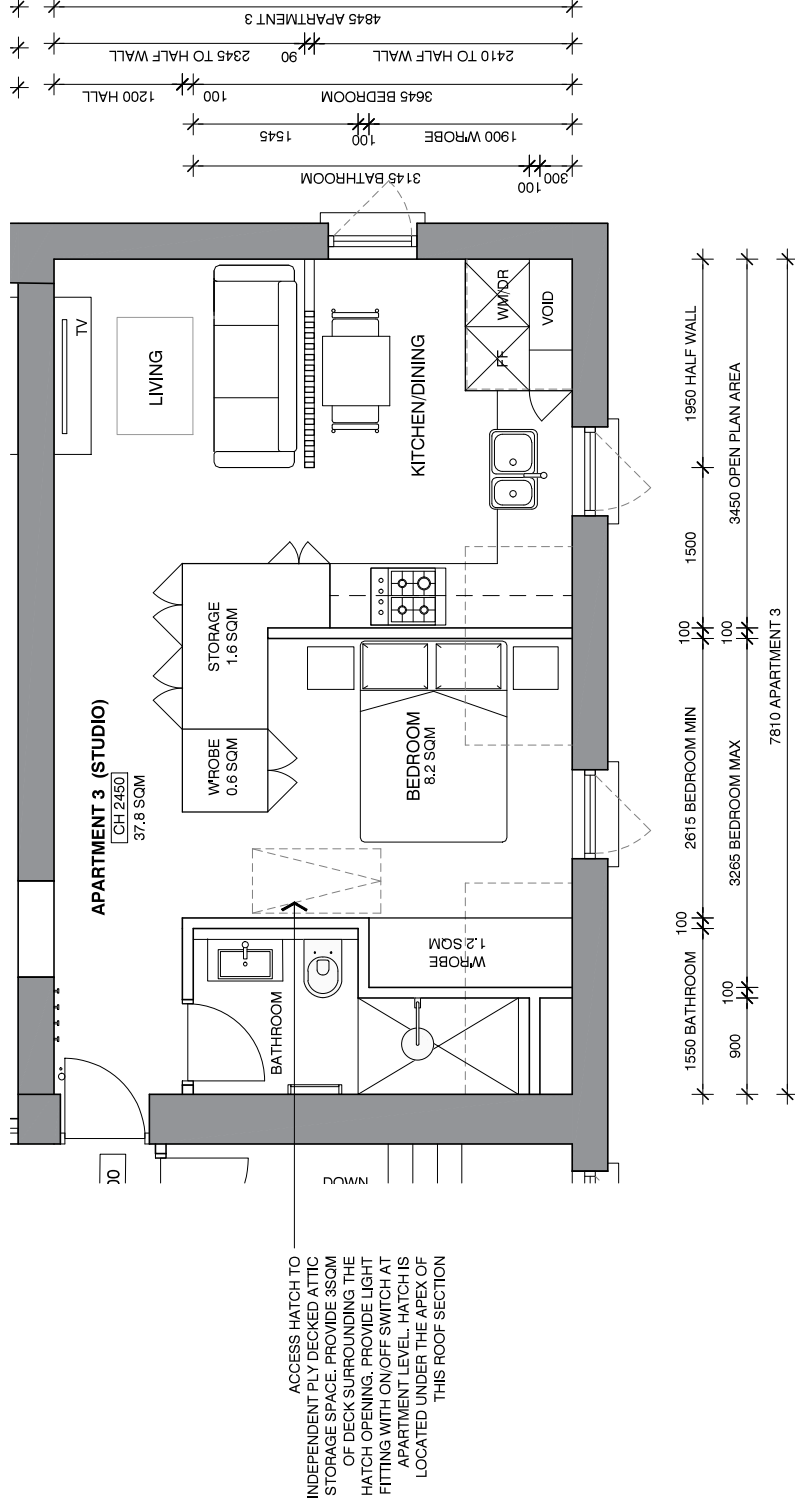 4845 APARTMENT 3
2345 TO HALF WALL
90
2410 TO HALF WALL
1200 HALL
100
3645 BEDROOM
1545
100
1900 W'ROBE
3145 BATHROOM
100
300
TV
LIVING
KITCHEN/DINING
WM/DR
FF
VOID
STORAGE
1.6 SQM
W'ROBE
0.6 SQM
BEDROOM
8.2 SQM
APARTMENT 3 (STUDIO)
CH 2450
37.8 SQM
W'ROBE
1.2 SQM
BATHROOM
1550 BATHROOM
100
2615 BEDROOM MIN
100
1500
1950 HALF WALL
900
100
3265 BEDROOM MAX
100
3450 OPEN PLAN AREA
7810 APARTMENT 3
DOWN
ACCESS HATCH TO
INDEPENDENT PLY DECKED ATTIC
STORAGE SPACE. PROVIDE 3SQM
OF DECK SURROUNDING THE
HATCH OPENING. PROVIDE LIGHT
FITTING WITH ON/OFF SWITCH AT
APARTMENT LEVEL. HATCH IS
LOCATED UNDER THE APEX OF
THIS ROOF SECTION